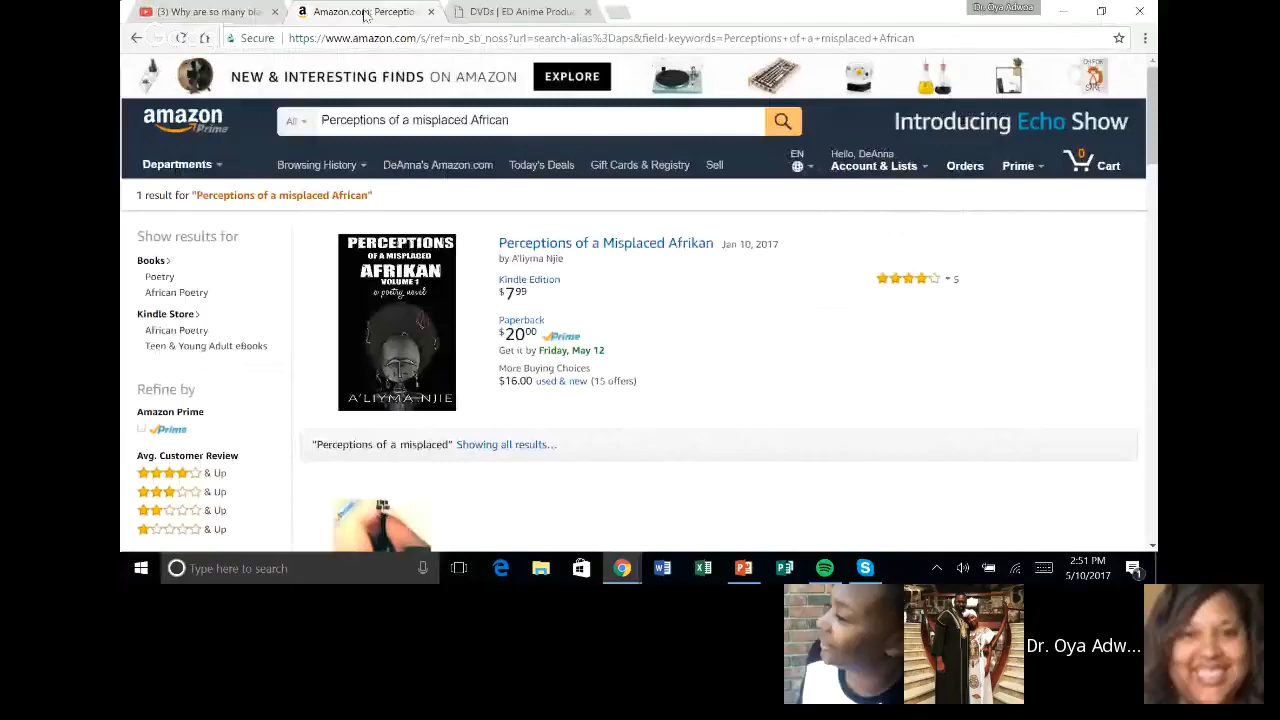 (3) Why are so many bla
Amazon.com: Perceptio
DVDs | ED Anime Produc
Dr. Oya Adwoa
Secure
https://www.amazon.com/s/ref=nb_sb_noss?url=search-alias%3Daps&field-keywords=Perceptions+of+a+misplaced+African
NEW & INTERESTING FINDS ON AMAZON
EXPLORE
amazon
Prime
All
Perceptions of a misplaced African
Introducing Echo Show
Departments
Browsing History
DeAnna's Amazon.com
Today's Deals
Gift Cards & Registry
Sell
EN
Hello, DeAnna
Account & Lists
Orders
Prime
0
Cart
1 result for "Perceptions of a misplaced African"
Show results for
Books
Poetry
African Poetry
Kindle Store
African Poetry
Teen & Young Adult eBooks
Refine by
Amazon Prime
Prime
Avg. Customer Review
& Up
& Up
& Up
& Up
PERCEPTIONS
OF A MISPLACED
AFRIKAN
VOLUME 1
a poetry novel
A'LIYMA NJIE
Perceptions of a Misplaced Afrikan Jan 10, 2017
by A'liyma Njie
Kindle Edition
$7.99
5
Paperback
$20.00 Prime
Get it by Friday, May 12
More Buying Choices
$16.00 used & new (15 offers)
"Perceptions of a misplaced" Showing all results...
Type here to search
2:51 PM
5/10/2017
1
Dr. Oya Adw...